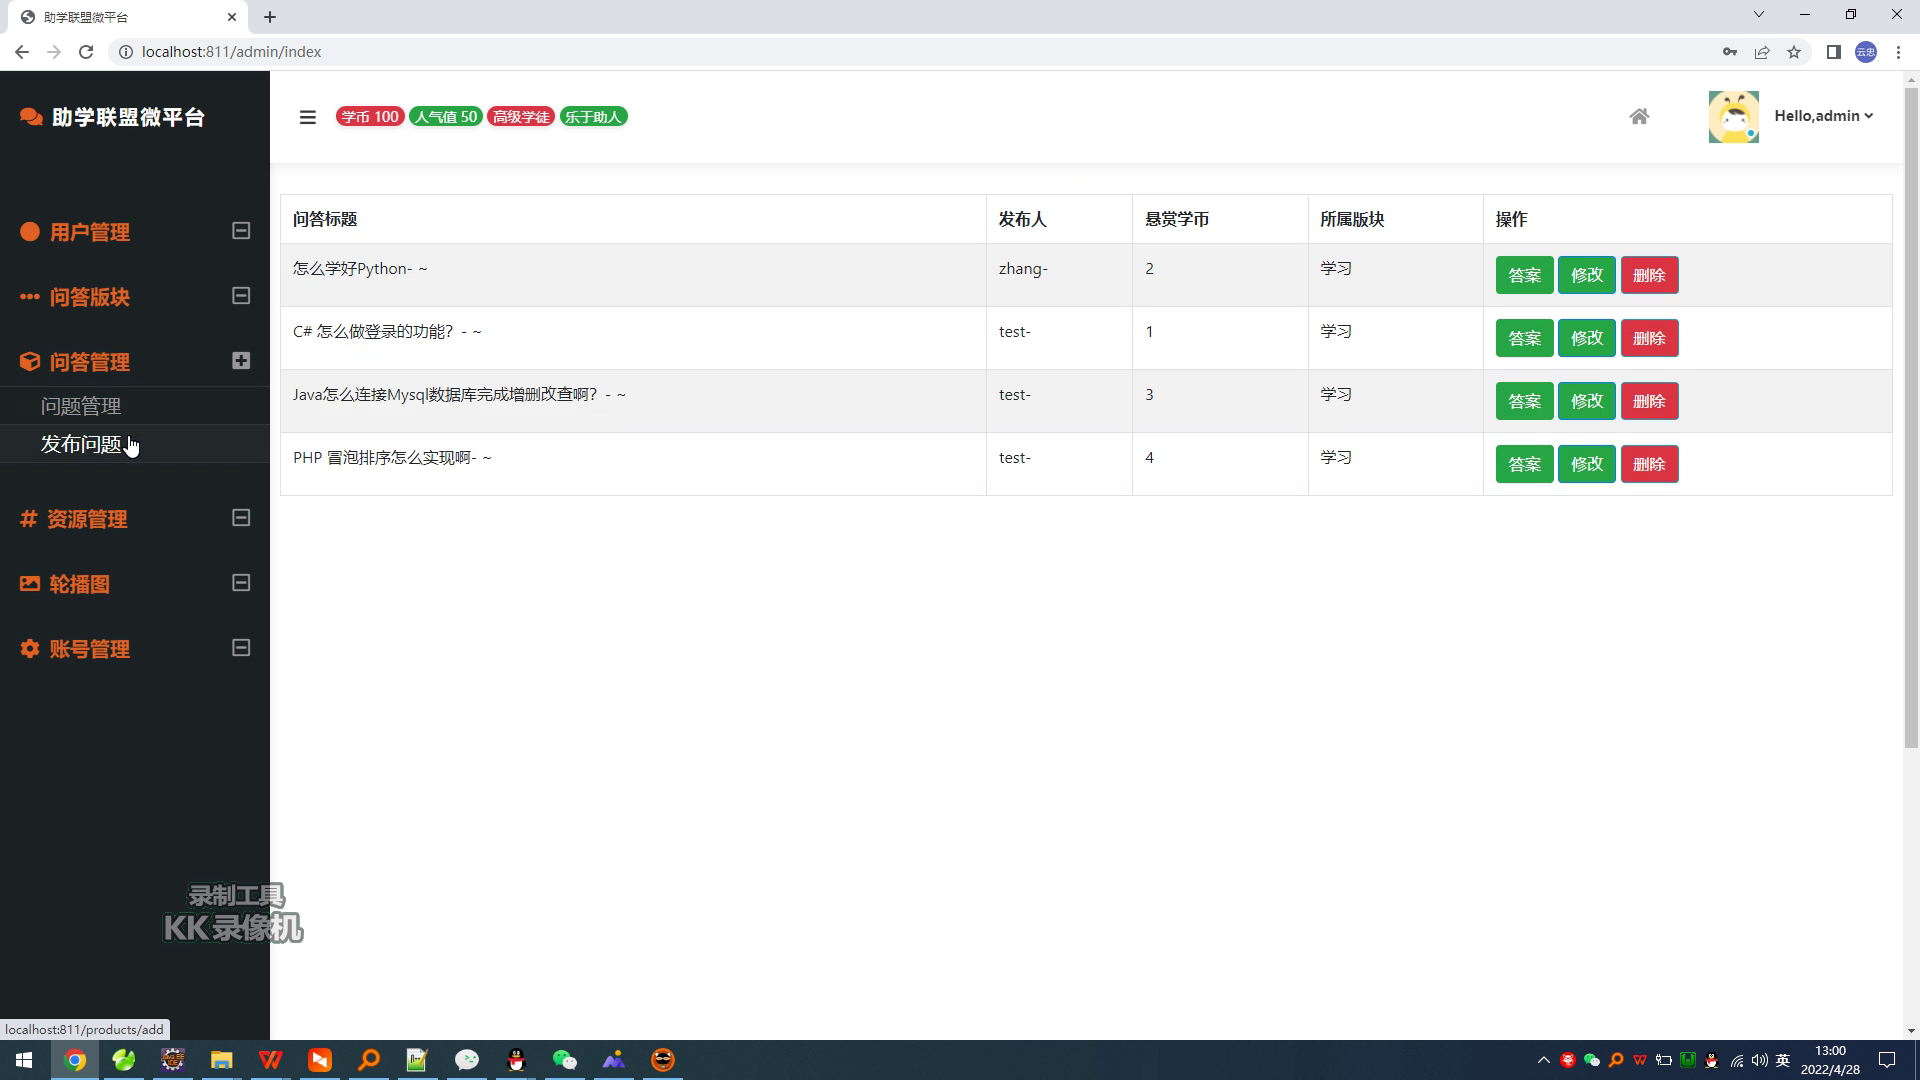 助学联盟微平台
localhost:811/admin/index
云忠
助学联盟微平台
学币 100 人气值 50 高级学徒 乐于助人
Hello,admin
用户管理
问答版块
问答管理
问题管理
发布问题
资源管理
轮播图
账号管理
问答标题 发布人 悬赏学币 所属版块 操作
怎么学好Python- ~ zhang- 2 学习 答案 修改 删除
C# 怎么做登录的功能？- ~ test- 1 学习 答案 修改 删除
Java怎么连接Mysql数据库完成增删改查啊？- ~ test- 3 学习 答案 修改 删除
PHP 冒泡排序怎么实现啊- ~ test- 4 学习 答案 修改 删除
录制工具
KK录像机
localhost:811/products/add
英
13:00
2022/4/28